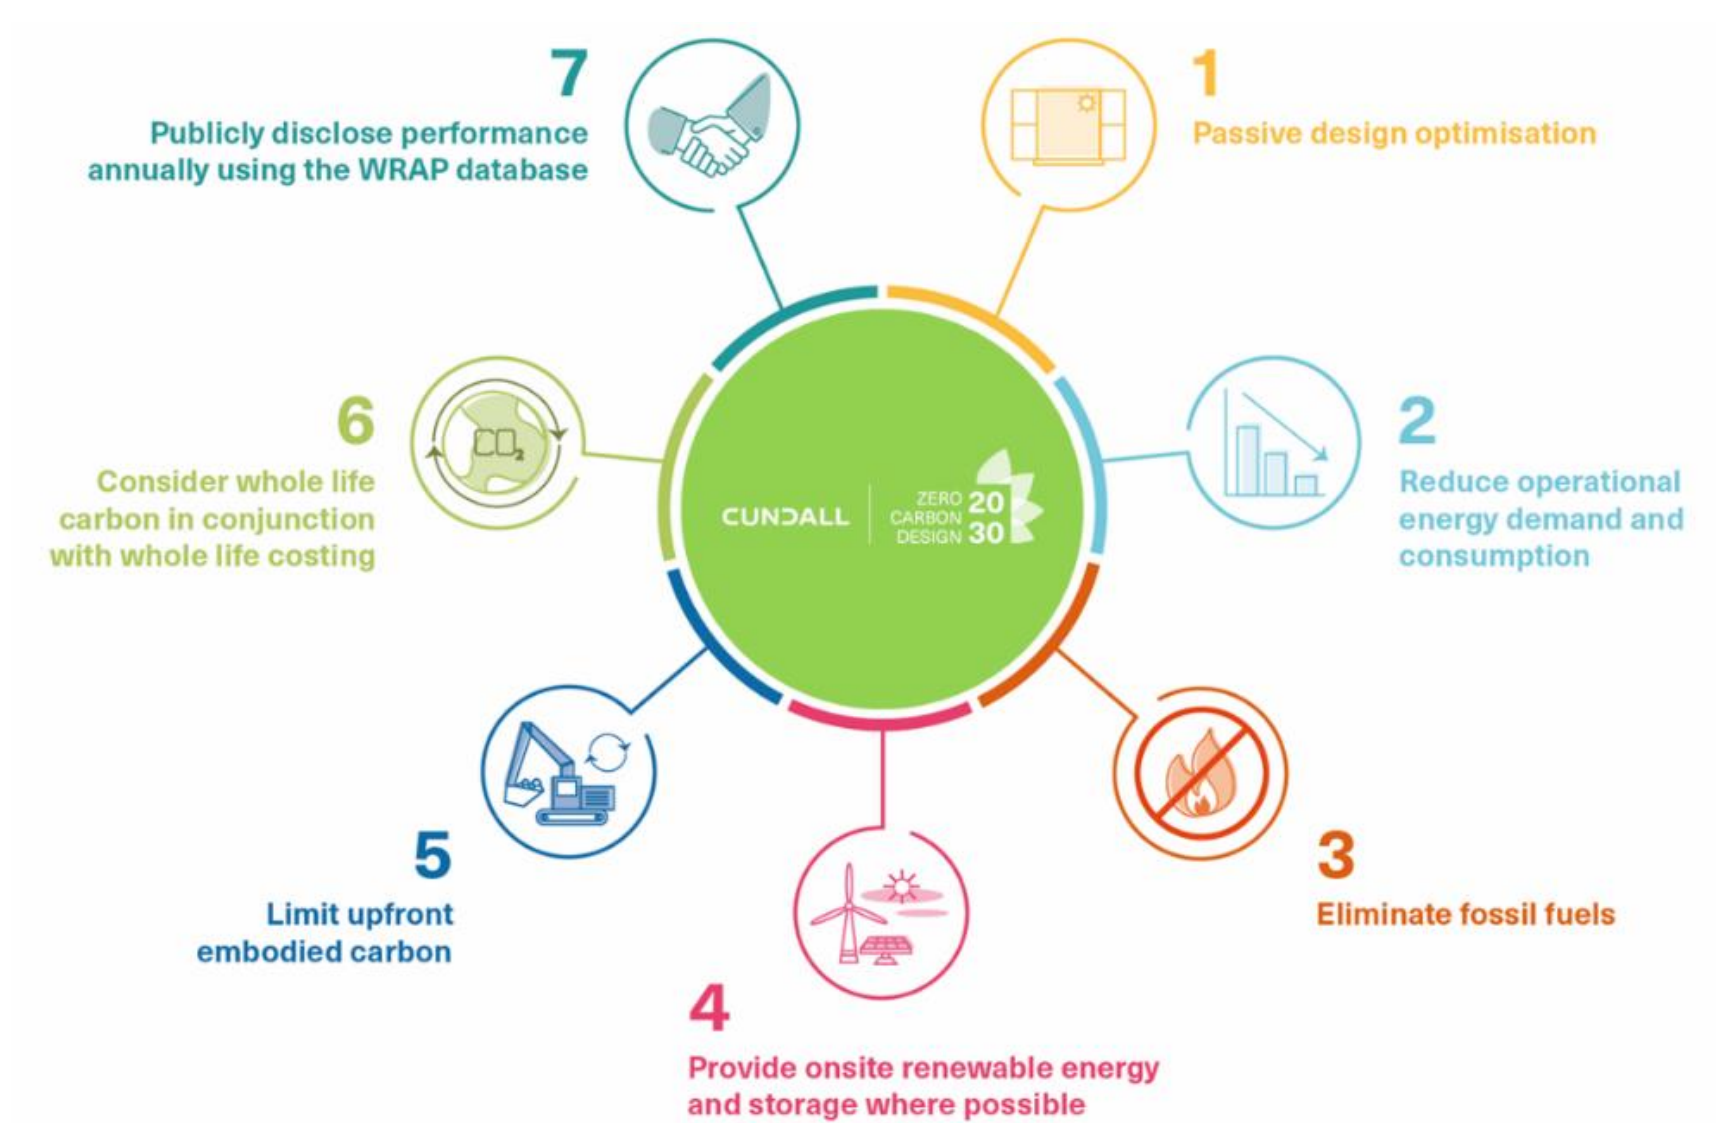 7
Publicly disclose performance
annually using the WRAP database
1
Passive design optimisation
6
Consider whole life
carbon in conjunction
with whole life costing
CO₂
CUNDALL
ZERO
CARBON
DESIGN
20
30
2
Reduce operational
energy demand and
consumption
5
Limit upfront
embodied carbon
3
Eliminate fossil fuels
4
Provide onsite renewable energy
and storage where possible